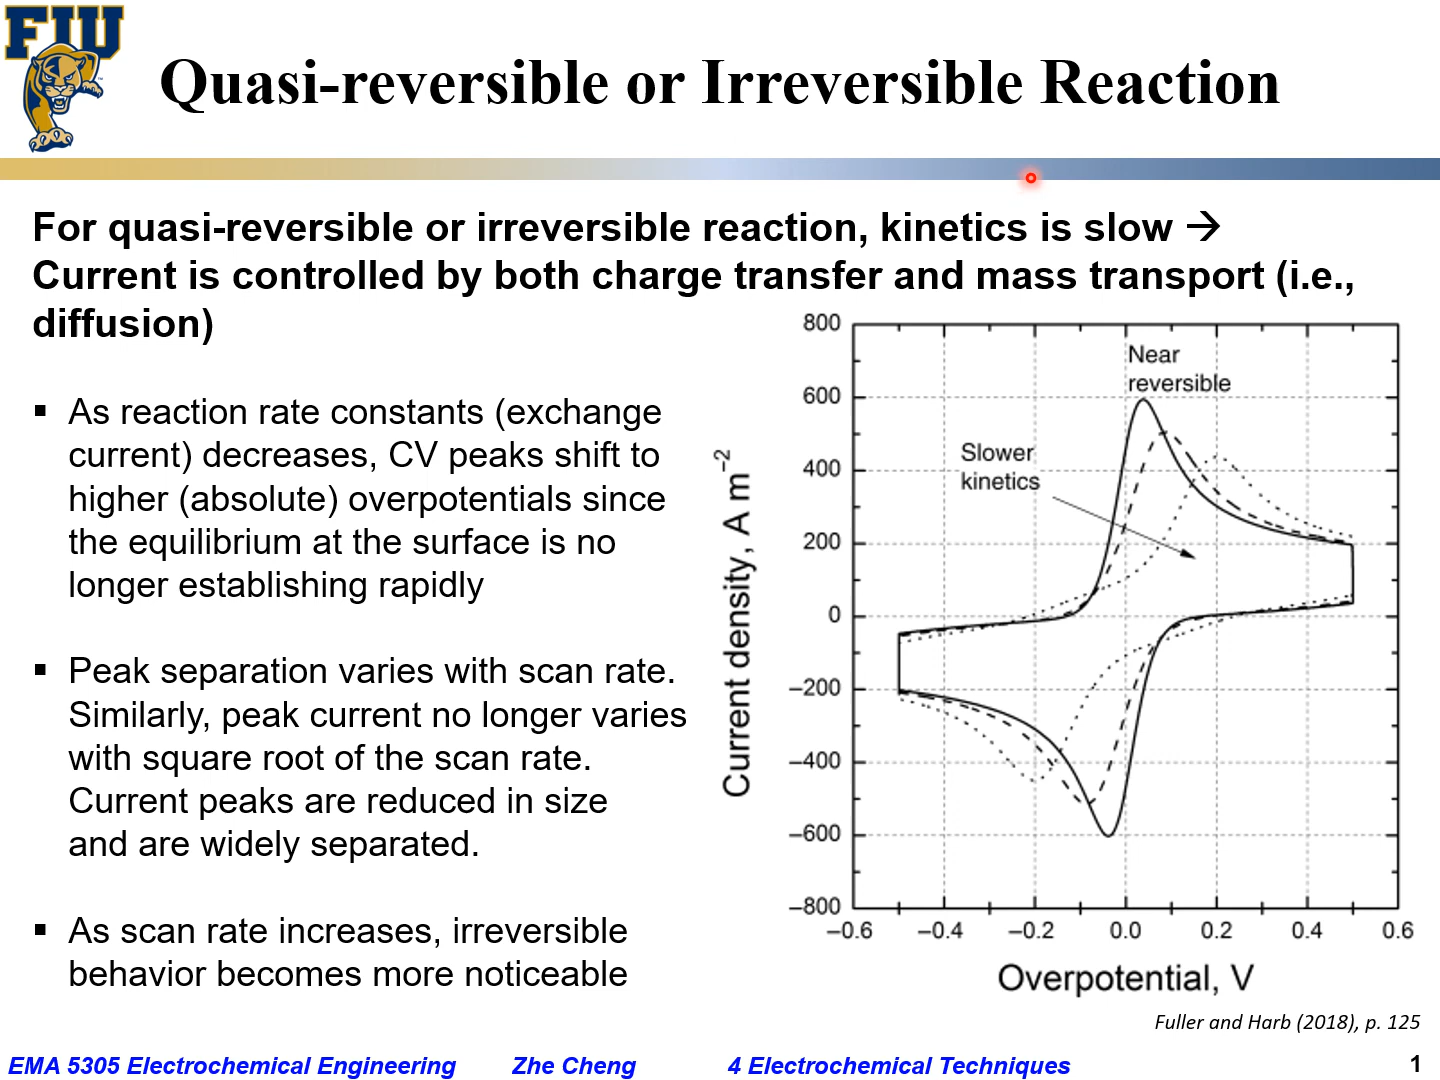 FIU
Quasi-reversible or Irreversible Reaction
For quasi-reversible or irreversible reaction, kinetics is slow →
Current is controlled by both charge transfer and mass transport (i.e.,
diffusion)
▪ As reaction rate constants (exchange
current) decreases, CV peaks shift to
higher (absolute) overpotentials since
the equilibrium at the surface is no
longer establishing rapidly
▪ Peak separation varies with scan rate.
Similarly, peak current no longer varies
with square root of the scan rate.
Current peaks are reduced in size
and are widely separated.
▪ As scan rate increases, irreversible
behavior becomes more noticeable
Current density, A m⁻²
800
600
400
200
0
−200
−400
−600
−800
Near
reversible
Slower
kinetics
−0.6 −0.4 −0.2 0.0 0.2 0.4 0.6
Overpotential, V
Fuller and Harb (2018), p. 125
EMA 5305 Electrochemical Engineering Zhe Cheng 4 Electrochemical Techniques 1